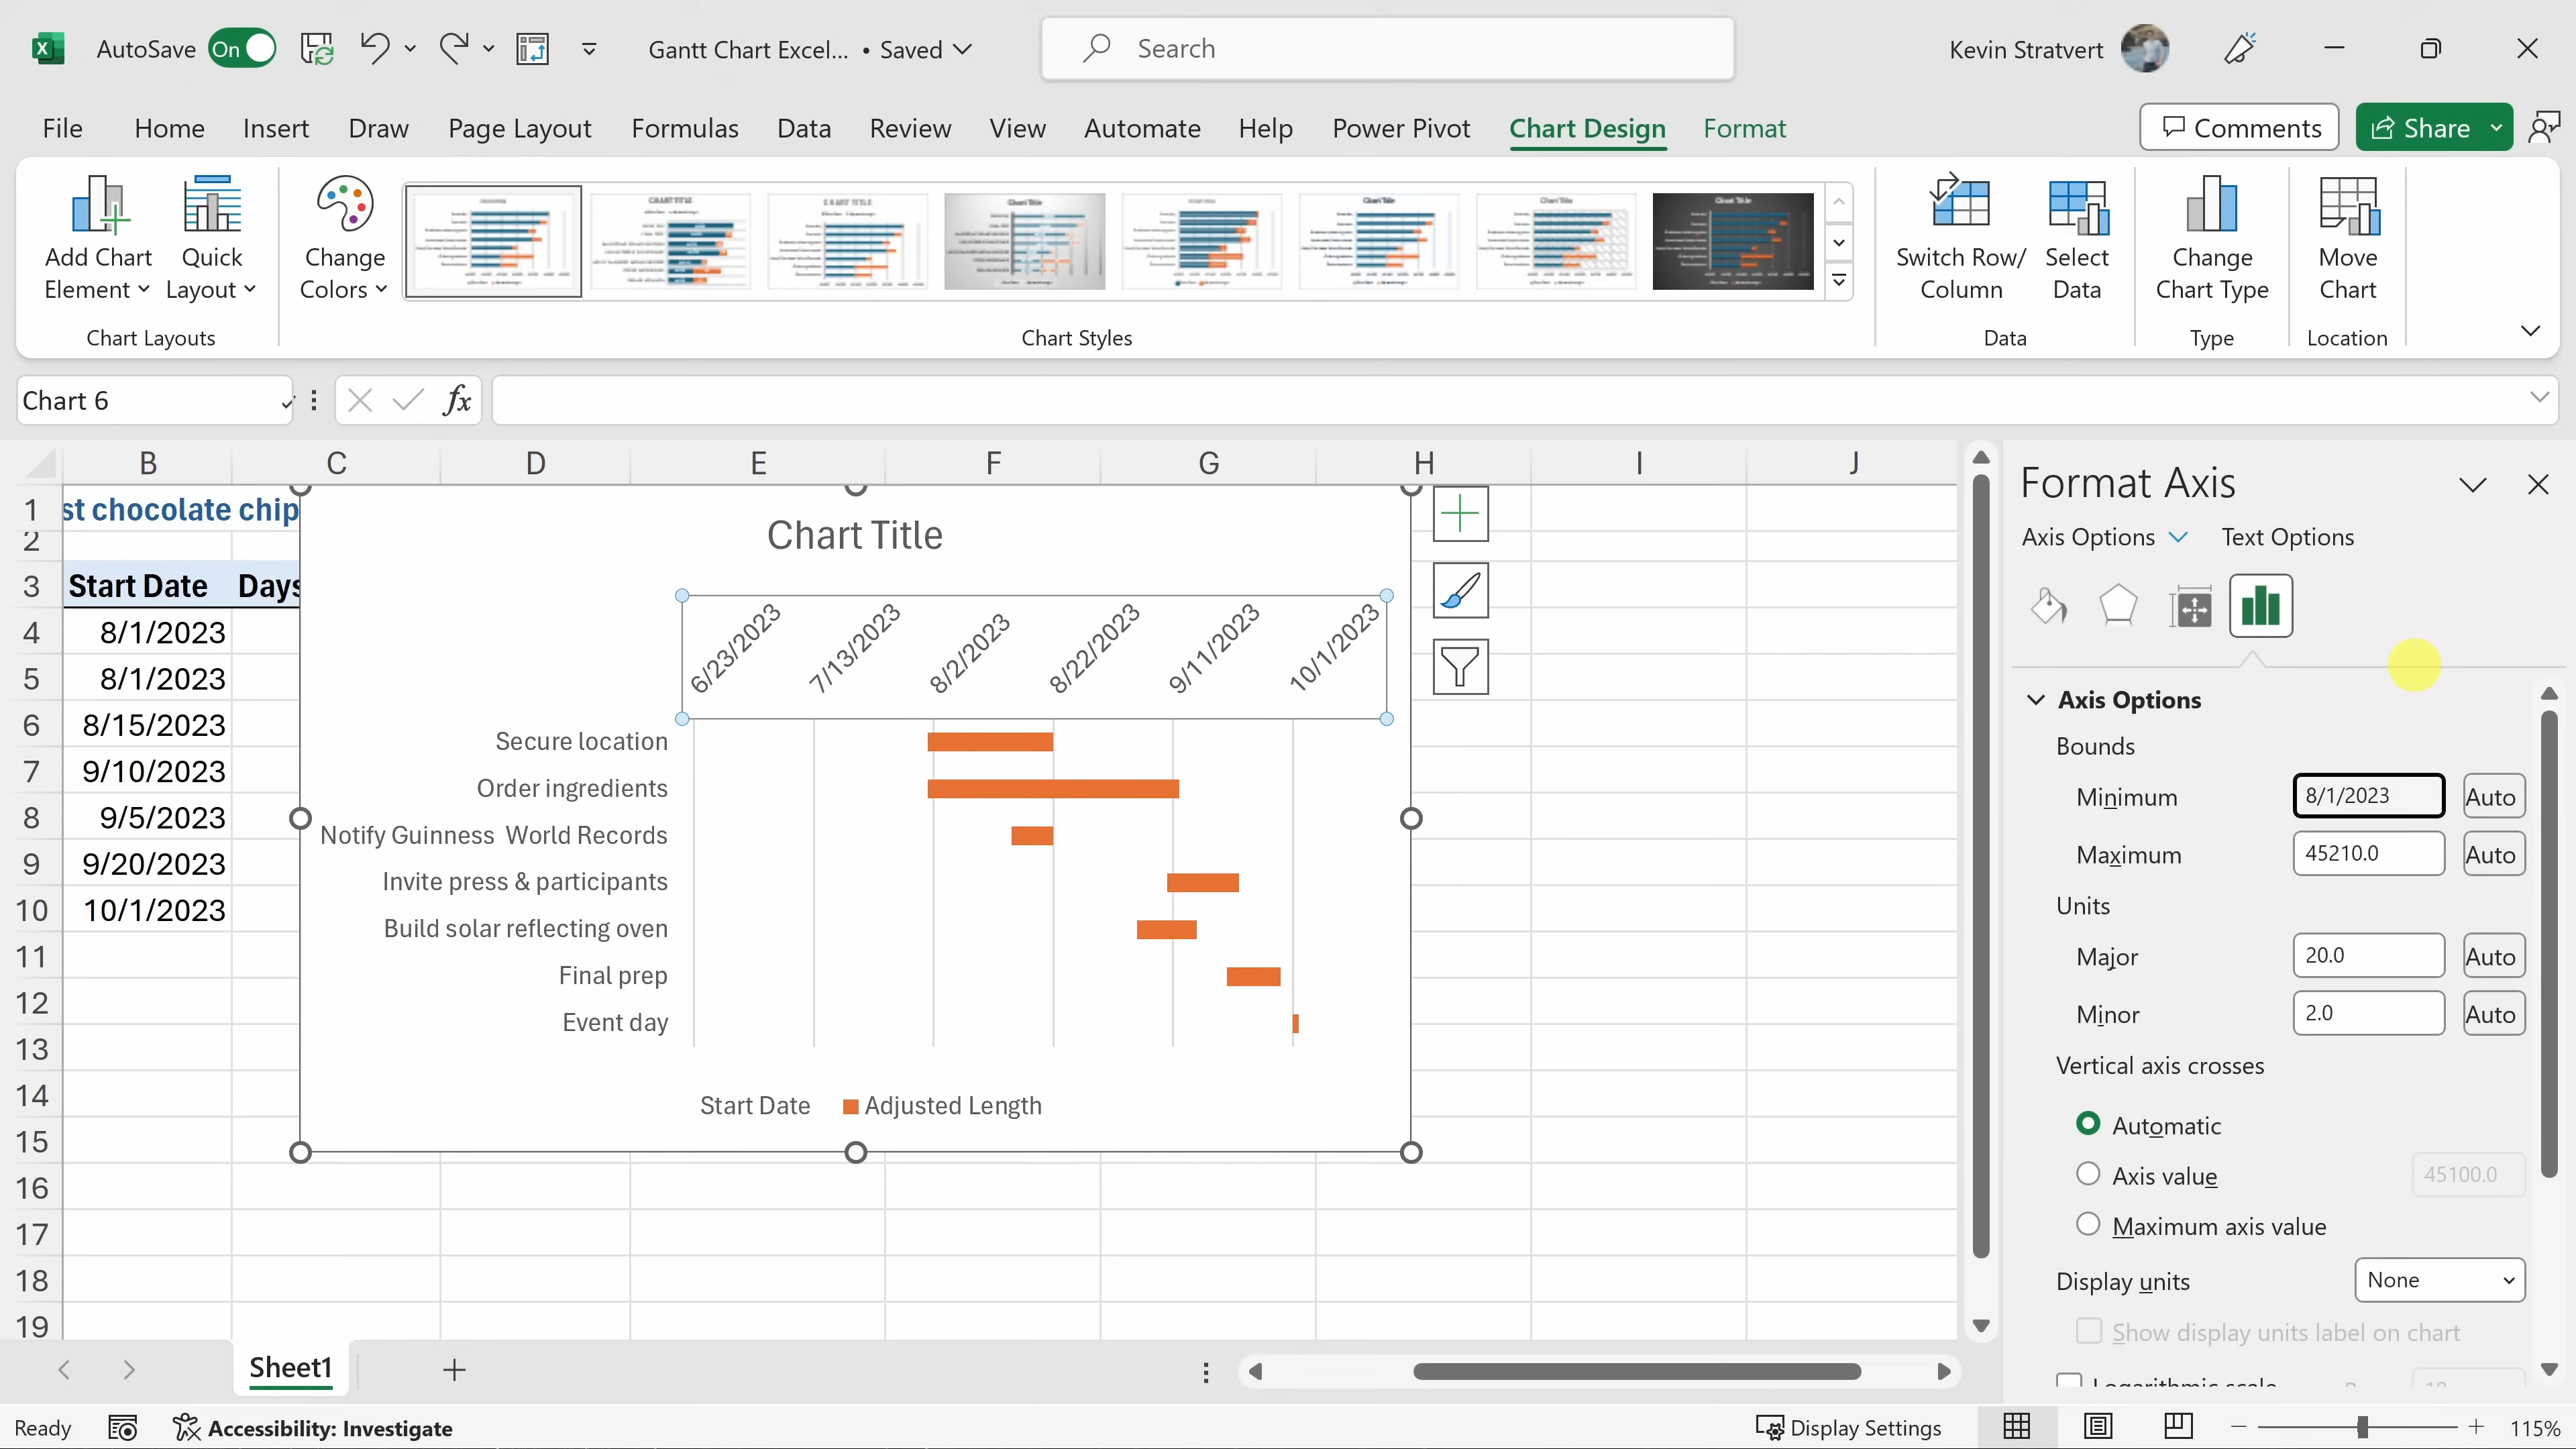 AutoSave On Gantt Chart Excel... • Saved Search Kevin Stratvert
File Home Insert Draw Page Layout Formulas Data Review View Automate Help Power Pivot Chart Design Format Comments Share
Add Chart Element Quick Layout Change Colors Switch Row/ Column Select Data Change Chart Type Move Chart
Chart Layouts Chart Styles Data Type Location
Chart 6 fx
B C D E F G H I J
1 st chocolate chip
2
3 Start Date Days
4 8/1/2023
5 8/1/2023
6 8/15/2023
7 9/10/2023
8 9/5/2023
9 9/20/2023
10 10/1/2023
11
12
13
14
15
16
17
18
19
Chart Title
6/23/2023 7/13/2023 8/2/2023 8/22/2023 9/11/2023 10/1/2023
Secure location
Order ingredients
Notify Guinness World Records
Invite press & participants
Build solar reflecting oven
Final prep
Event day
Start Date Adjusted Length
Format Axis
Axis Options Text Options
Axis Options
Bounds
Minimum 8/1/2023 Auto
Maximum 45210.0 Auto
Units
Major 20.0 Auto
Minor 2.0 Auto
Vertical axis crosses
Automatic
Axis value 45100.0
Maximum axis value
Display units None
Show display units label on chart
Logarithmic scale
Sheet1
Ready Accessibility: Investigate Display Settings 115%